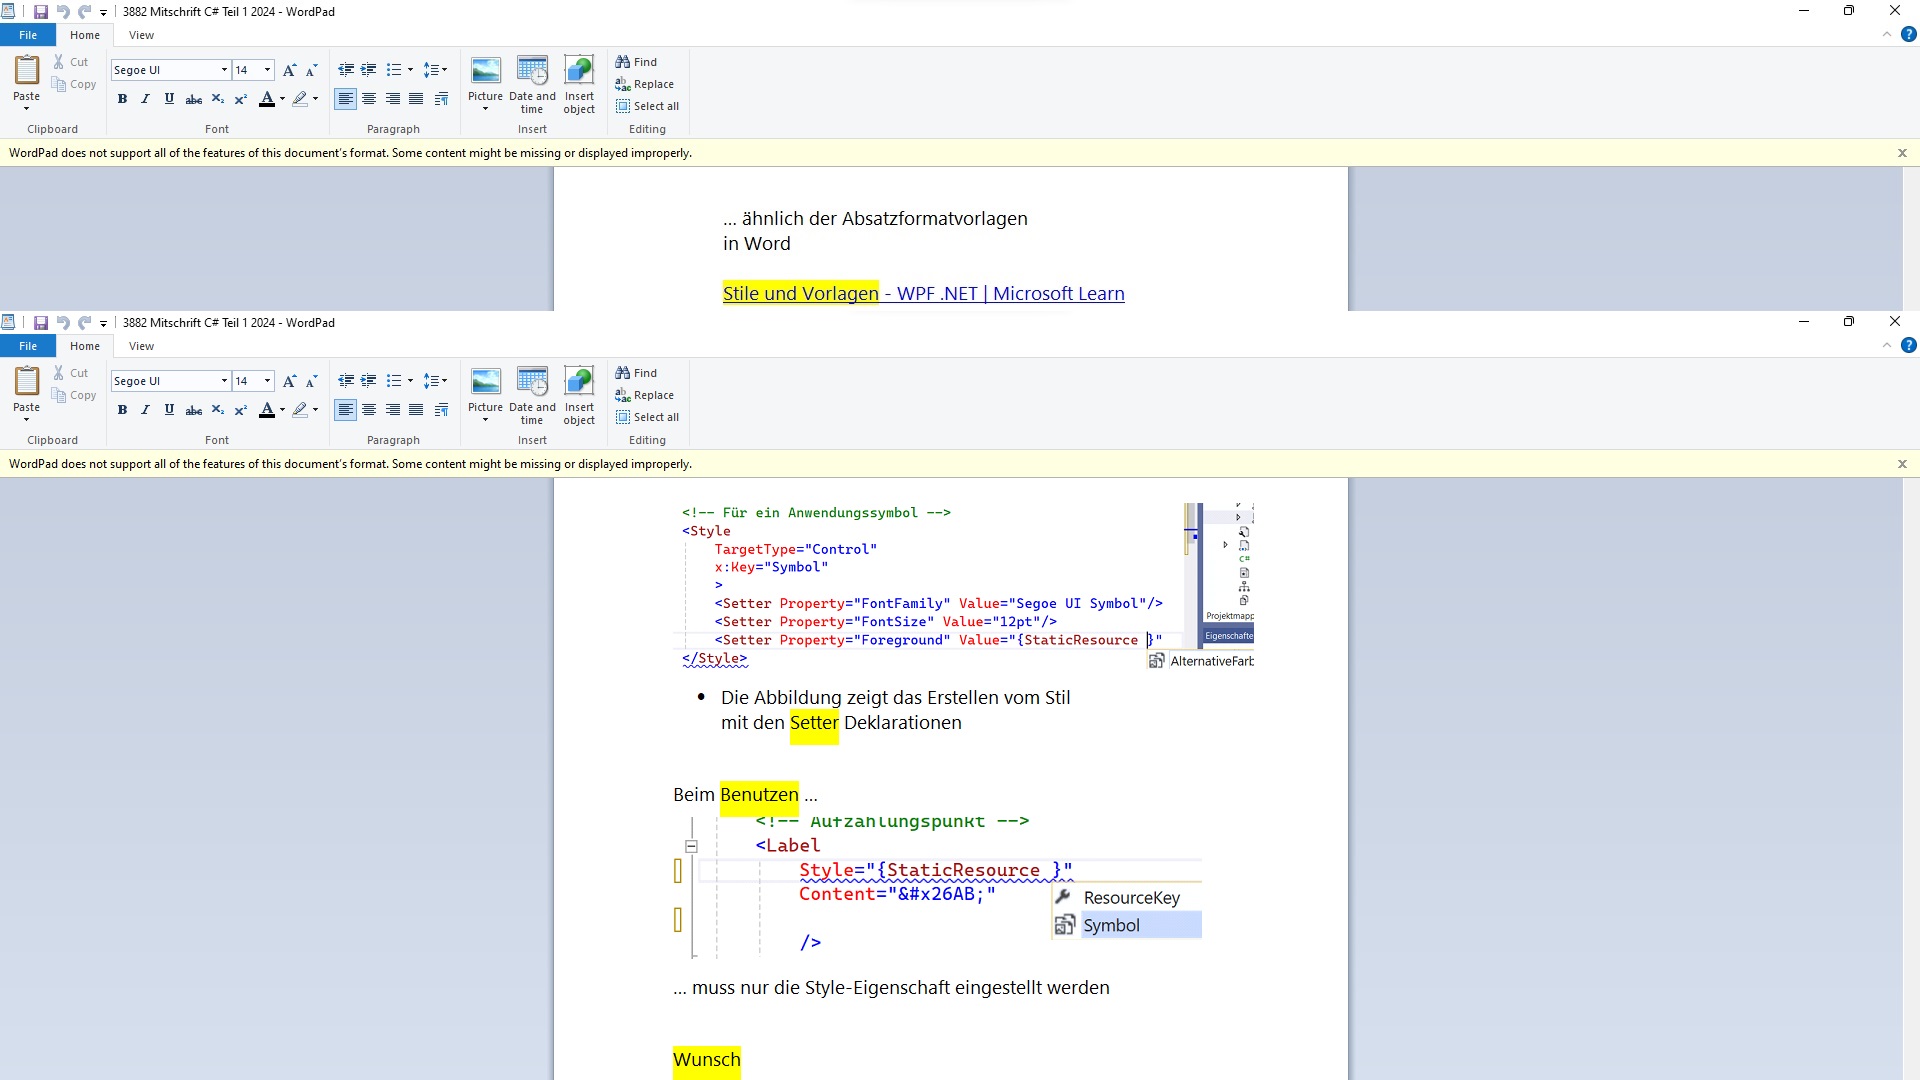 3882 Mitschrift C# Teil 1 2024 - WordPad
File Home View
Paste
Cut
Copy
Clipboard
Segoe UI 14
B I U abc X₂ X² A
Font
Paragraph
Picture
Date and time
Insert object
Insert
Find
Replace
Select all
Editing
WordPad does not support all of the features of this document's format. Some content might be missing or displayed improperly.
... ähnlich der Absatzformatvorlagen
in Word
Stile und Vorlagen - WPF .NET | Microsoft Learn
3882 Mitschrift C# Teil 1 2024 - WordPad
File Home View
Paste
Cut
Copy
Clipboard
Segoe UI 14
B I U abc X₂ X² A
Font
Paragraph
Picture
Date and time
Insert object
Insert
Find
Replace
Select all
Editing
WordPad does not support all of the features of this document's format. Some content might be missing or displayed improperly.
<!-- Für ein Anwendungssymbol -->
<Style
TargetType="Control"
x:Key="Symbol"
>
<Setter Property="FontFamily" Value="Segoe UI Symbol"/>
<Setter Property="FontSize" Value="12pt"/>
<Setter Property="Foreground" Value="{StaticResource }"
</Style>
AlternativeFarb
C#
Projektmapp
Eigenschafte
• Die Abbildung zeigt das Erstellen vom Stil
mit den Setter Deklarationen
Beim Benutzen ...
<!-- Aufzählungspunkt -->
<Label
Style="{StaticResource }"
Content="&#x26AB;"
ResourceKey
Symbol
/>
... muss nur die Style-Eigenschaft eingestellt werden
Wunsch